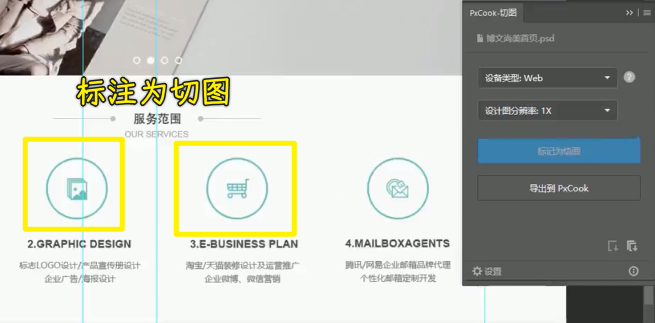 PxCook-切图
博文尚美首页.psd
设备类型: Web
设计图分辨率: 1X
标记为切图
导出到 PxCook
设置
标注为切图
服务范围
OUR SERVICES
2.GRAPHIC DESIGN
标志LOGO设计/产品宣传册设计
企业广告/海报设计
3.E-BUSINESS PLAN
淘宝/天猫装修设计及运营推广
企业微博、微信营销
4.MAILBOXAGENTS
腾讯/网易企业邮箱品牌代理
个性化邮箱定制开发